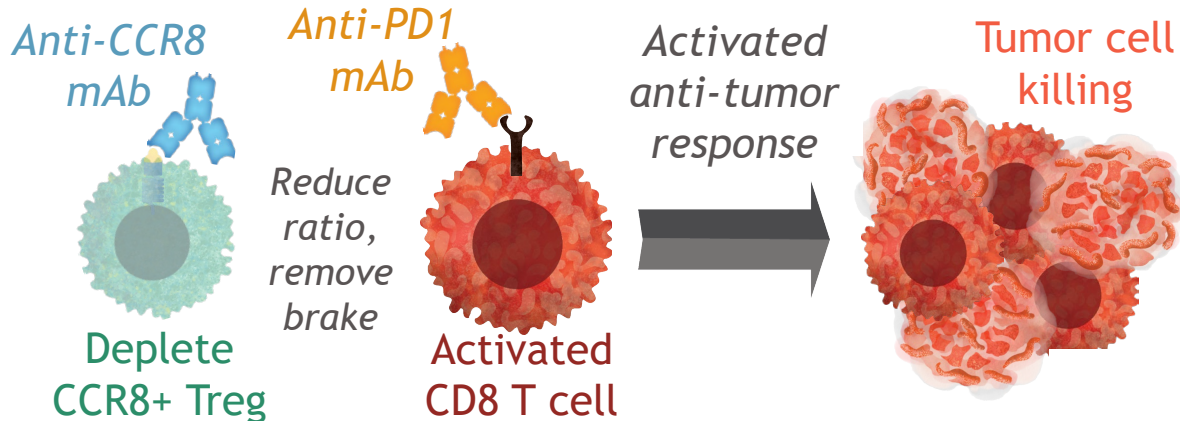 Anti-CCR8
mAb
Anti-PD1
mAb
Reduce
ratio,
remove
brake
Deplete
CCR8+ Treg
Activated
CD8 T cell
Activated
anti-tumor
response
Tumor cell
killing